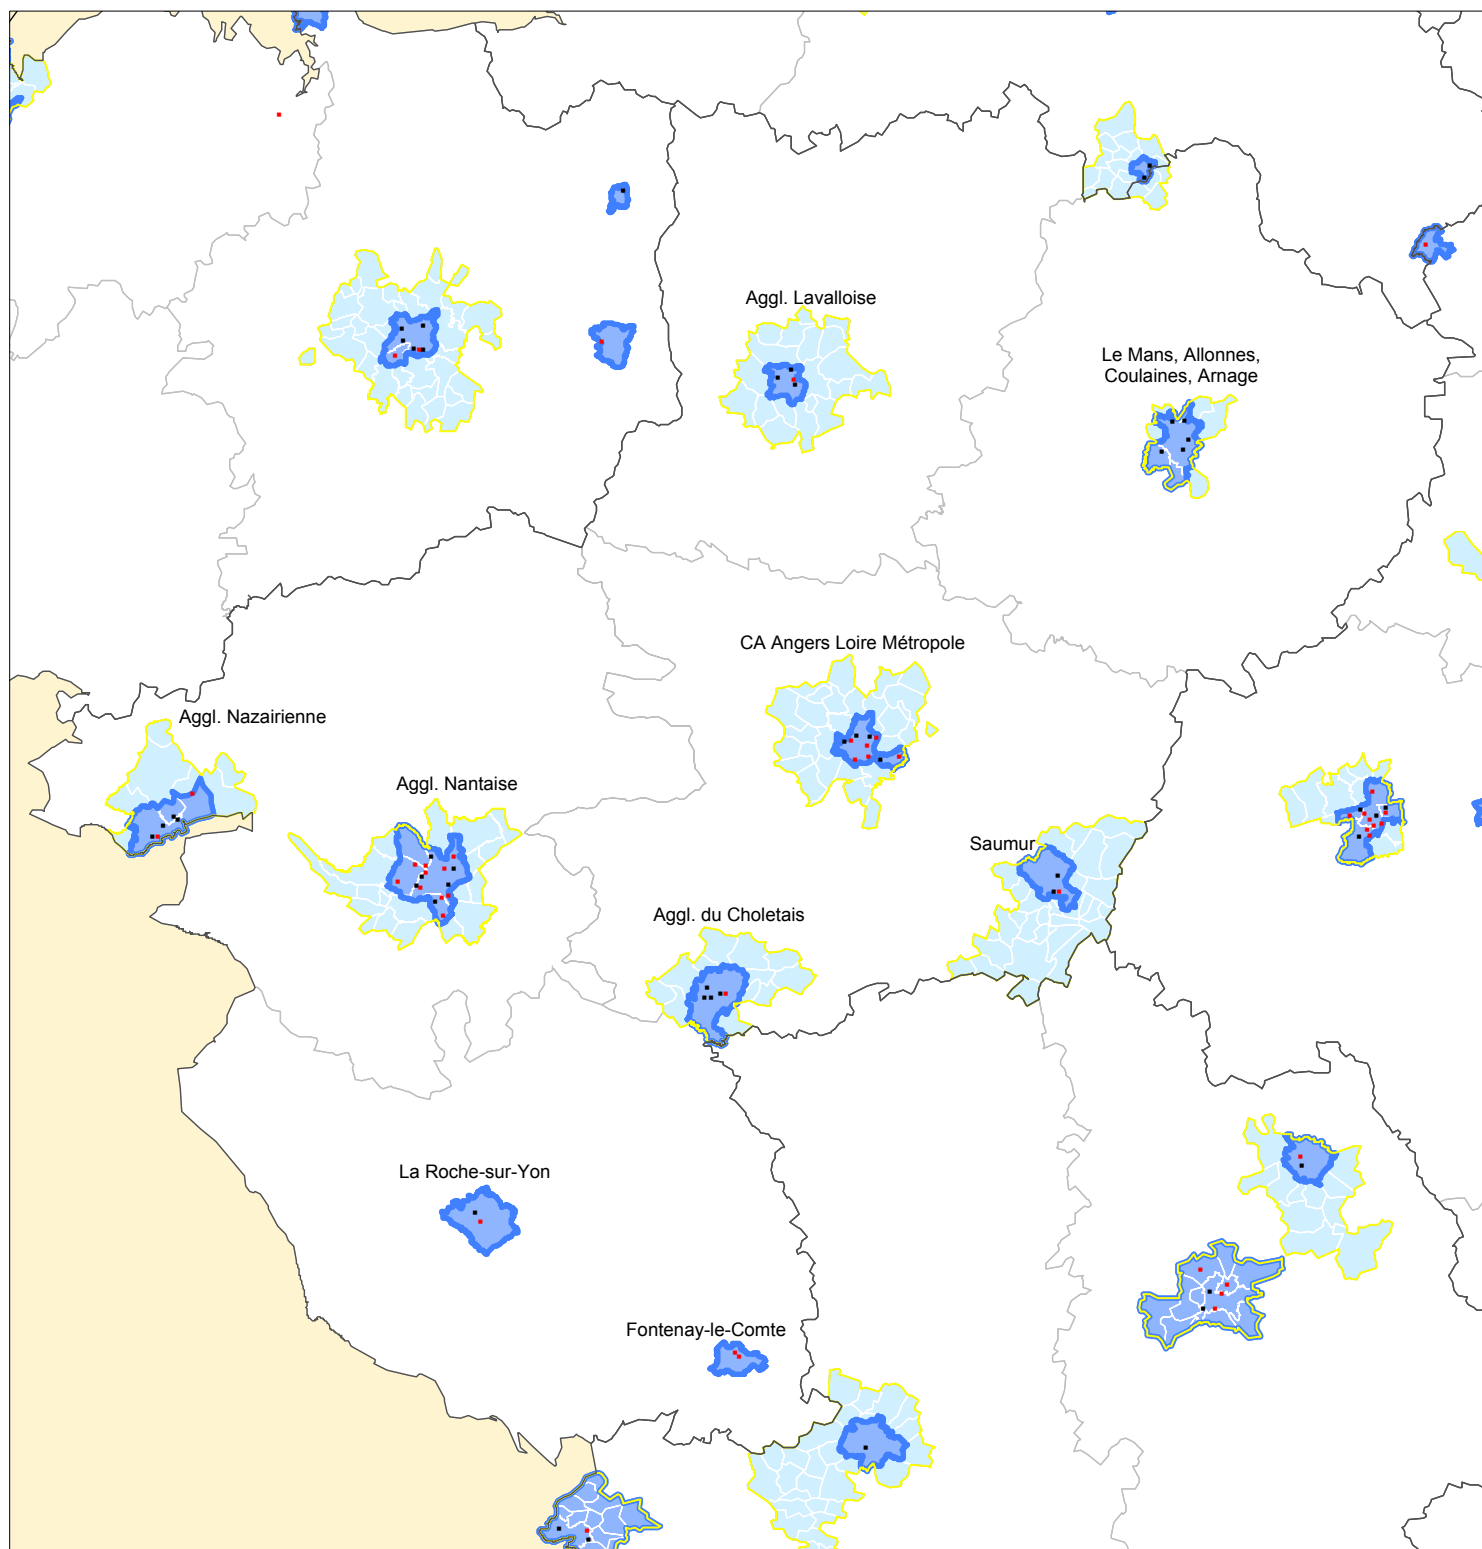 Aggl. Lavalloise
Le Mans, Allonnes,
Coulaines, Arnage
CA Angers Loire Métropole
Aggl. Nazairienne
Aggl. Nantaise
Saumur
Aggl. du Choletais
La Roche-sur-Yon
Fontenay-le-Comte